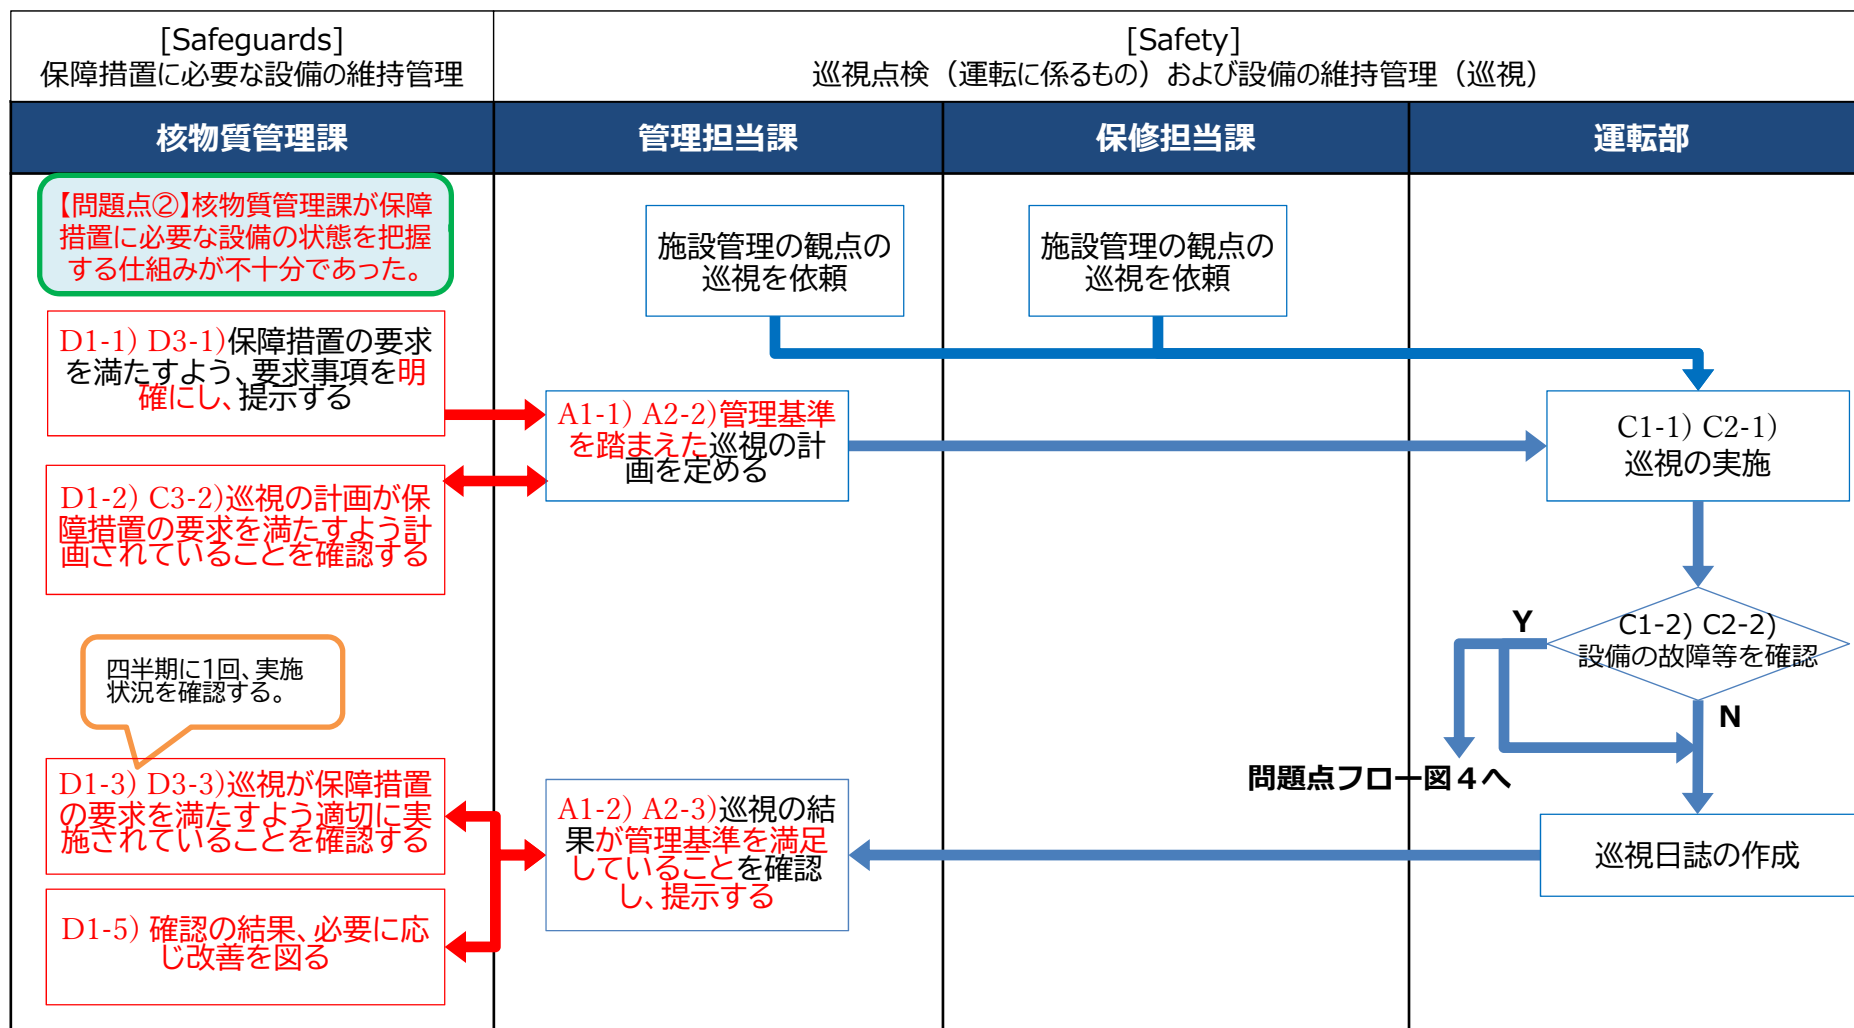 [Safeguards]
保障措置に必要な設備の維持管理
[Safety]
巡視点検（運転に係るもの）および設備の維持管理（巡視）
核物質管理課
管理担当課
保修担当課
運転部
【問題点②】核物質管理課が保障
措置に必要な設備の状態を把握
する仕組みが不十分であった。
施設管理の観点の
巡視を依頼
施設管理の観点の
巡視を依頼
D1-1) D3-1)保障措置の要求
を満たすよう、要求事項を明
確にし、提示する
A1-1) A2-2)管理基準
を踏まえた巡視の計
画を定める
C1-1) C2-1)
巡視の実施
D1-2) C3-2)巡視の計画が保
障措置の要求を満たすよう計
画されていることを確認する
Y
C1-2) C2-2)
設備の故障等を確認
N
四半期に1回、実施
状況を確認する。
問題点フロー図４へ
D1-3) D3-3)巡視が保障措置
の要求を満たすよう適切に実
施されていることを確認する
A1-2) A2-3)巡視の結
果が管理基準を満足
していることを確認
し、提示する
巡視日誌の作成
D1-5) 確認の結果、必要に応
じ改善を図る